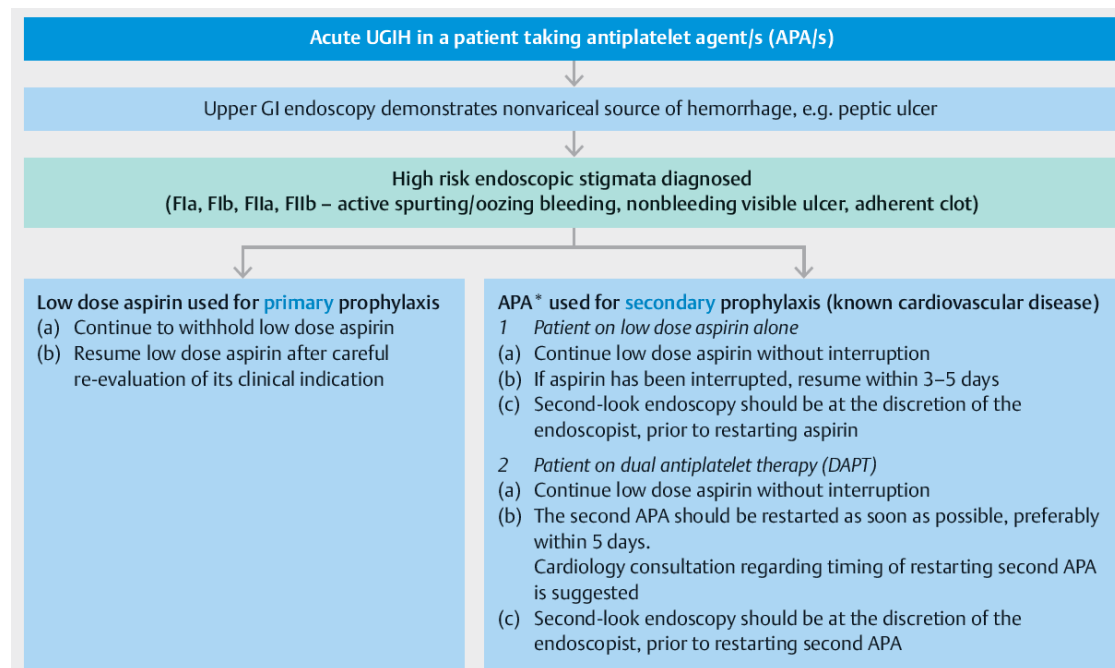 Acute UGIH in a patient taking antiplatelet agent/s (APA/s)
Upper GI endoscopy demonstrates nonvariceal source of hemorrhage, e.g. peptic ulcer
High risk endoscopic stigmata diagnosed
(FIa, FIb, FIIa, FIIb – active spurting/oozing bleeding, nonbleeding visible ulcer, adherent clot)
Low dose aspirin used for primary prophylaxis
(a) Continue to withhold low dose aspirin
(b) Resume low dose aspirin after careful
re-evaluation of its clinical indication
APA* used for secondary prophylaxis (known cardiovascular disease)
1 Patient on low dose aspirin alone
(a) Continue low dose aspirin without interruption
(b) If aspirin has been interrupted, resume within 3–5 days
(c) Second-look endoscopy should be at the discretion of the
endoscopist, prior to restarting aspirin
2 Patient on dual antiplatelet therapy (DAPT)
(a) Continue low dose aspirin without interruption
(b) The second APA should be restarted as soon as possible, preferably
within 5 days.
Cardiology consultation regarding timing of restarting second APA
is suggested
(c) Second-look endoscopy should be at the discretion of the
endoscopist, prior to restarting second APA